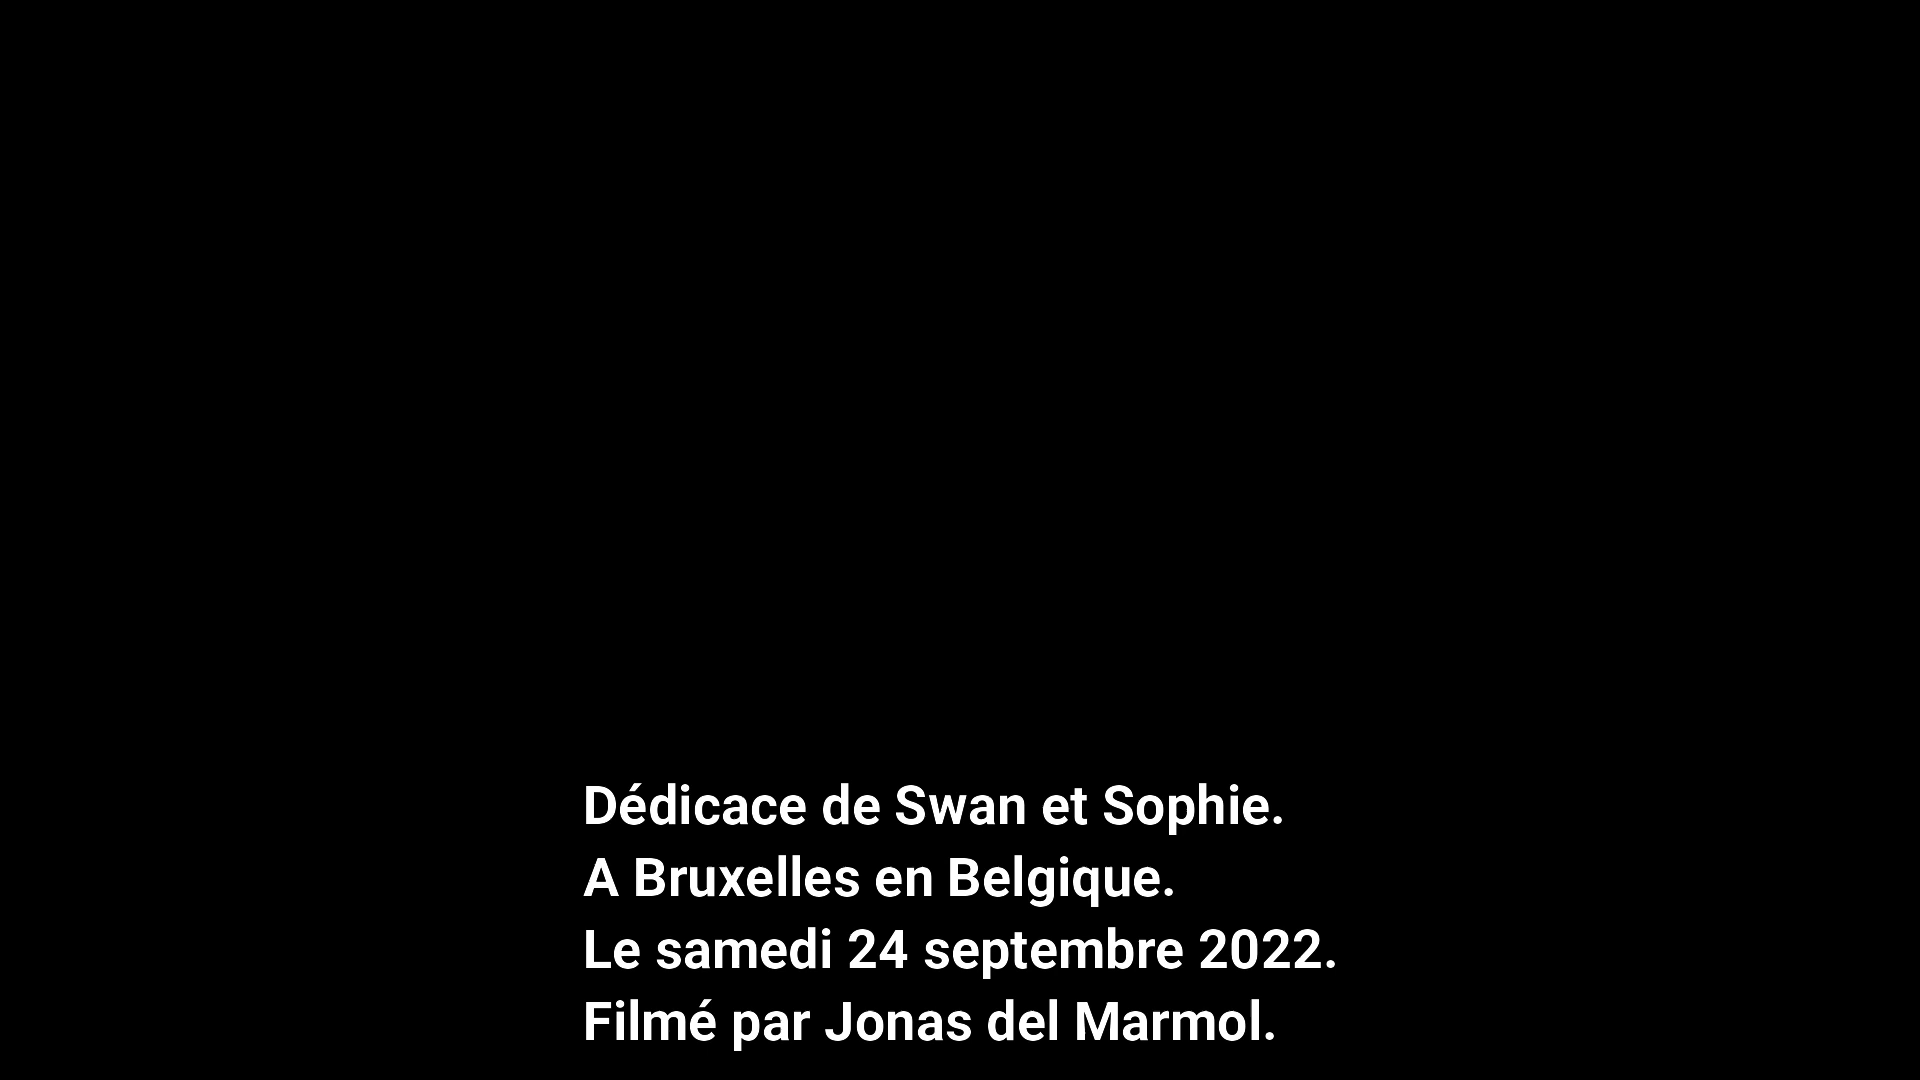 Dédicace de Swan et Sophie.
A Bruxelles en Belgique.
Le samedi 24 septembre 2022.
Filmé par Jonas del Marmol.